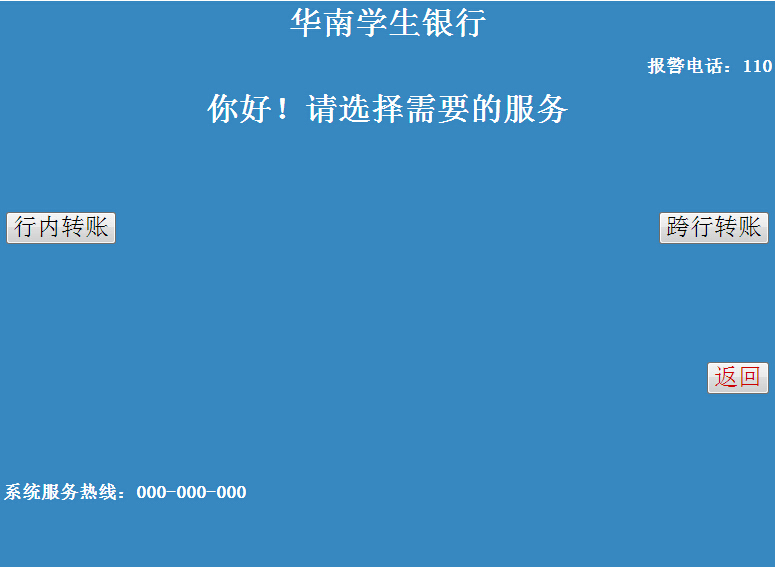 华南学生银行
报警电话：110
你好！请选择需要的服务
行内转账
跨行转账
返回
系统服务热线：000-000-000